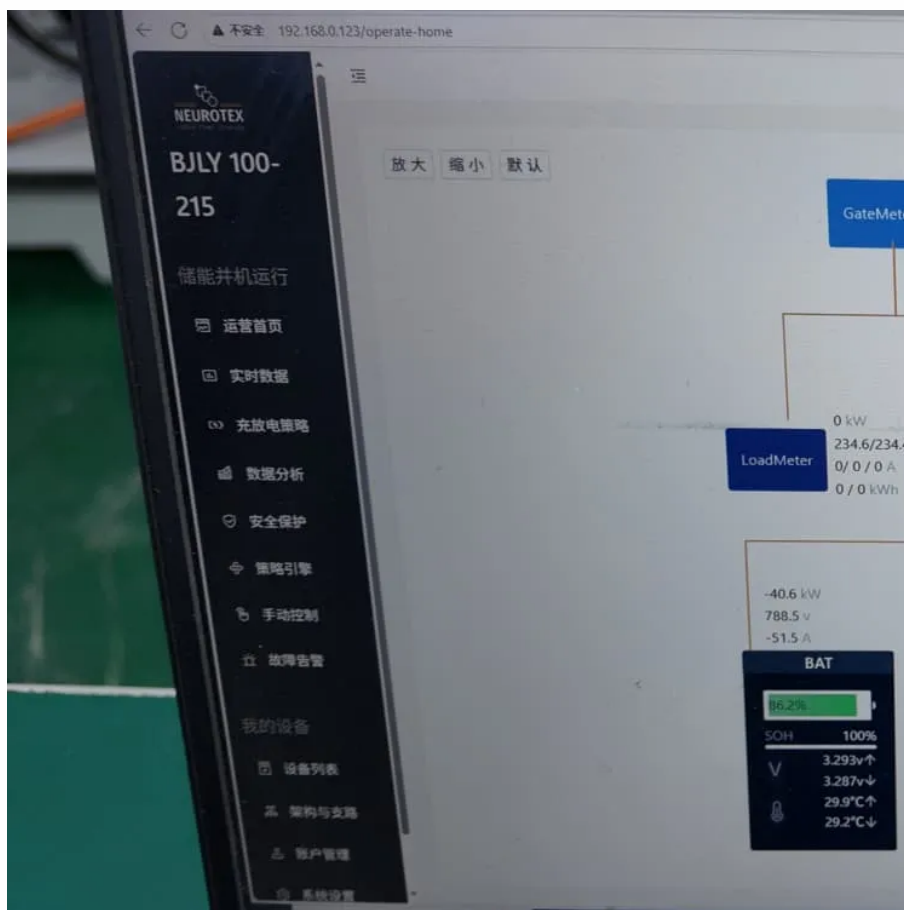 不安全 192.168.0.123/operate-home
NEUROTEX
BJLY 100-
215
储能并机运行
运营首页
实时数据
充放电策略
数据分析
安全保护
策略引擎
手动控制
故障告警
我的设备
设备列表
架构与支路
账户管理
系统设置
放大 缩小 默认
GateMete
LoadMeter
0 kW
234.6/234.4
0/ 0 / 0 A
0 / 0 kWh
-40.6 kW
788.5 v
-51.5 A
BAT
86.2%
SOH 100%
3.293v↑
3.287v↓
29.9°C↑
29.2°C↓